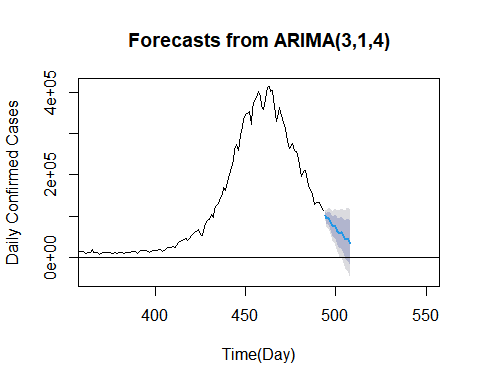 Forecasts from ARIMA(3,1,4)
Daily Confirmed Cases
4e+05
2e+05
0e+00
400
450
500
550
Time(Day)